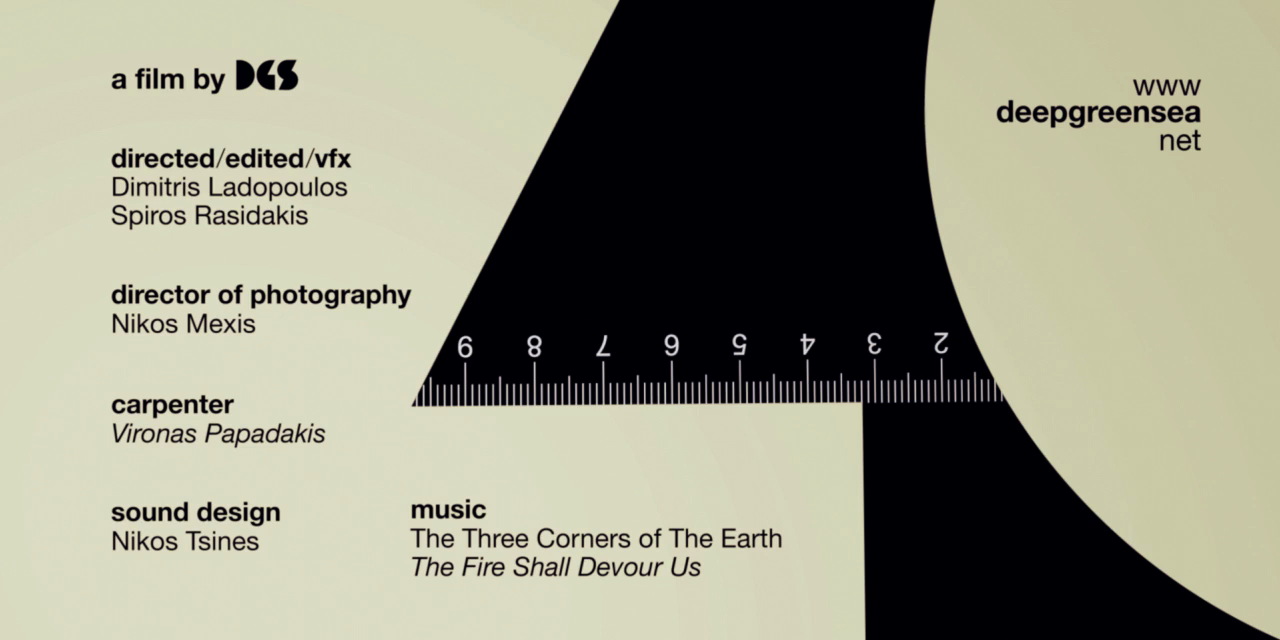 a film by DGS
directed/edited/vfx
Dimitris Ladopoulos
Spiros Rasidakis
director of photography
Nikos Mexis
carpenter
Vironas Papadakis
sound design
Nikos Tsines
music
The Three Corners of The Earth
The Fire Shall Devour Us
9 8 7 6 5 4 3 2
www
deepgreensea
net